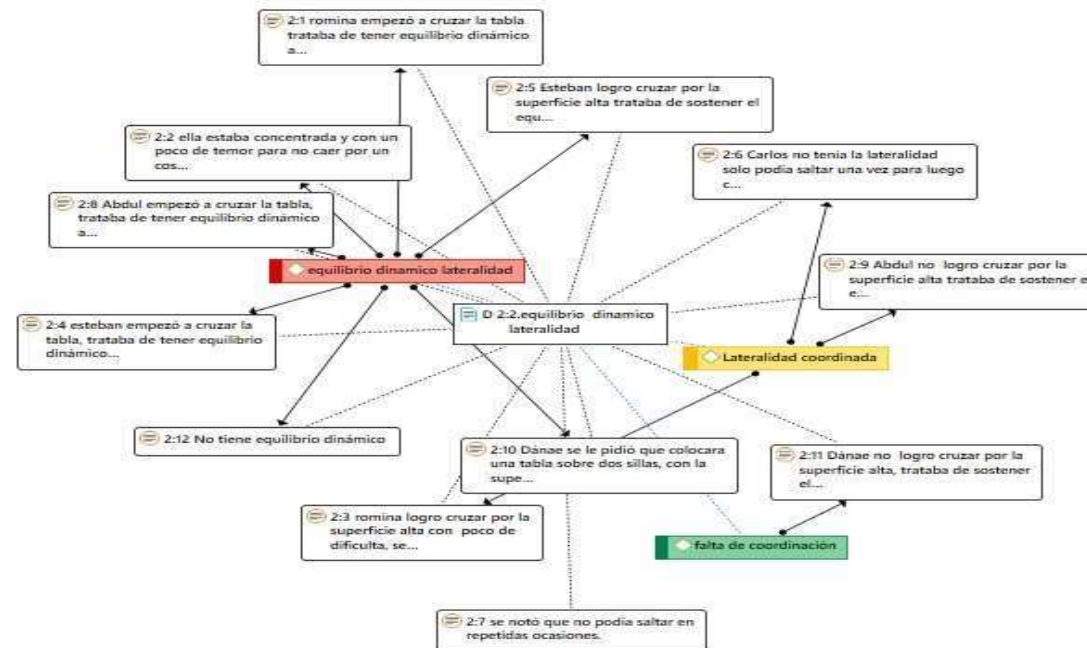 2:1 romina empezó a cruzar la tabla
trataba de tener equilibrio dinámico
a...
2:5 Esteban logro cruzar por la
superficie alta trataba de sostener el
equ...
2:2 ella estaba concentrada y con un
poco de temor para no caer por un
cos...
2:6 Carlos no tenia la lateralidad
solo podía saltar una vez para luego
c...
2:8 Abdul empezó a cruzar la tabla,
trataba de tener equilibrio dinámico
a...
equilibrio dinamico lateralidad
2:9 Abdul no logro cruzar por la
superficie alta trataba de sostener e
e...
D 2:2.equilibrio dinamico
lateralidad
2:4 esteban empezó a cruzar la
tabla, trataba de tener equilibrio
dinámico...
Lateralidad coordinada
2:12 No tiene equilibrio dinámico
2:10 Dánae se le pidió que colocara
una tabla sobre dos sillas, con la
supe...
2:11 Dánae no logro cruzar por la
superficie alta, trataba de sostener
el...
2:3 romina logro cruzar por la
superficie alta con poco de
dificulta, se...
falta de coordinación
2:7 se notó que no podía saltar en
repetidas ocasiones.